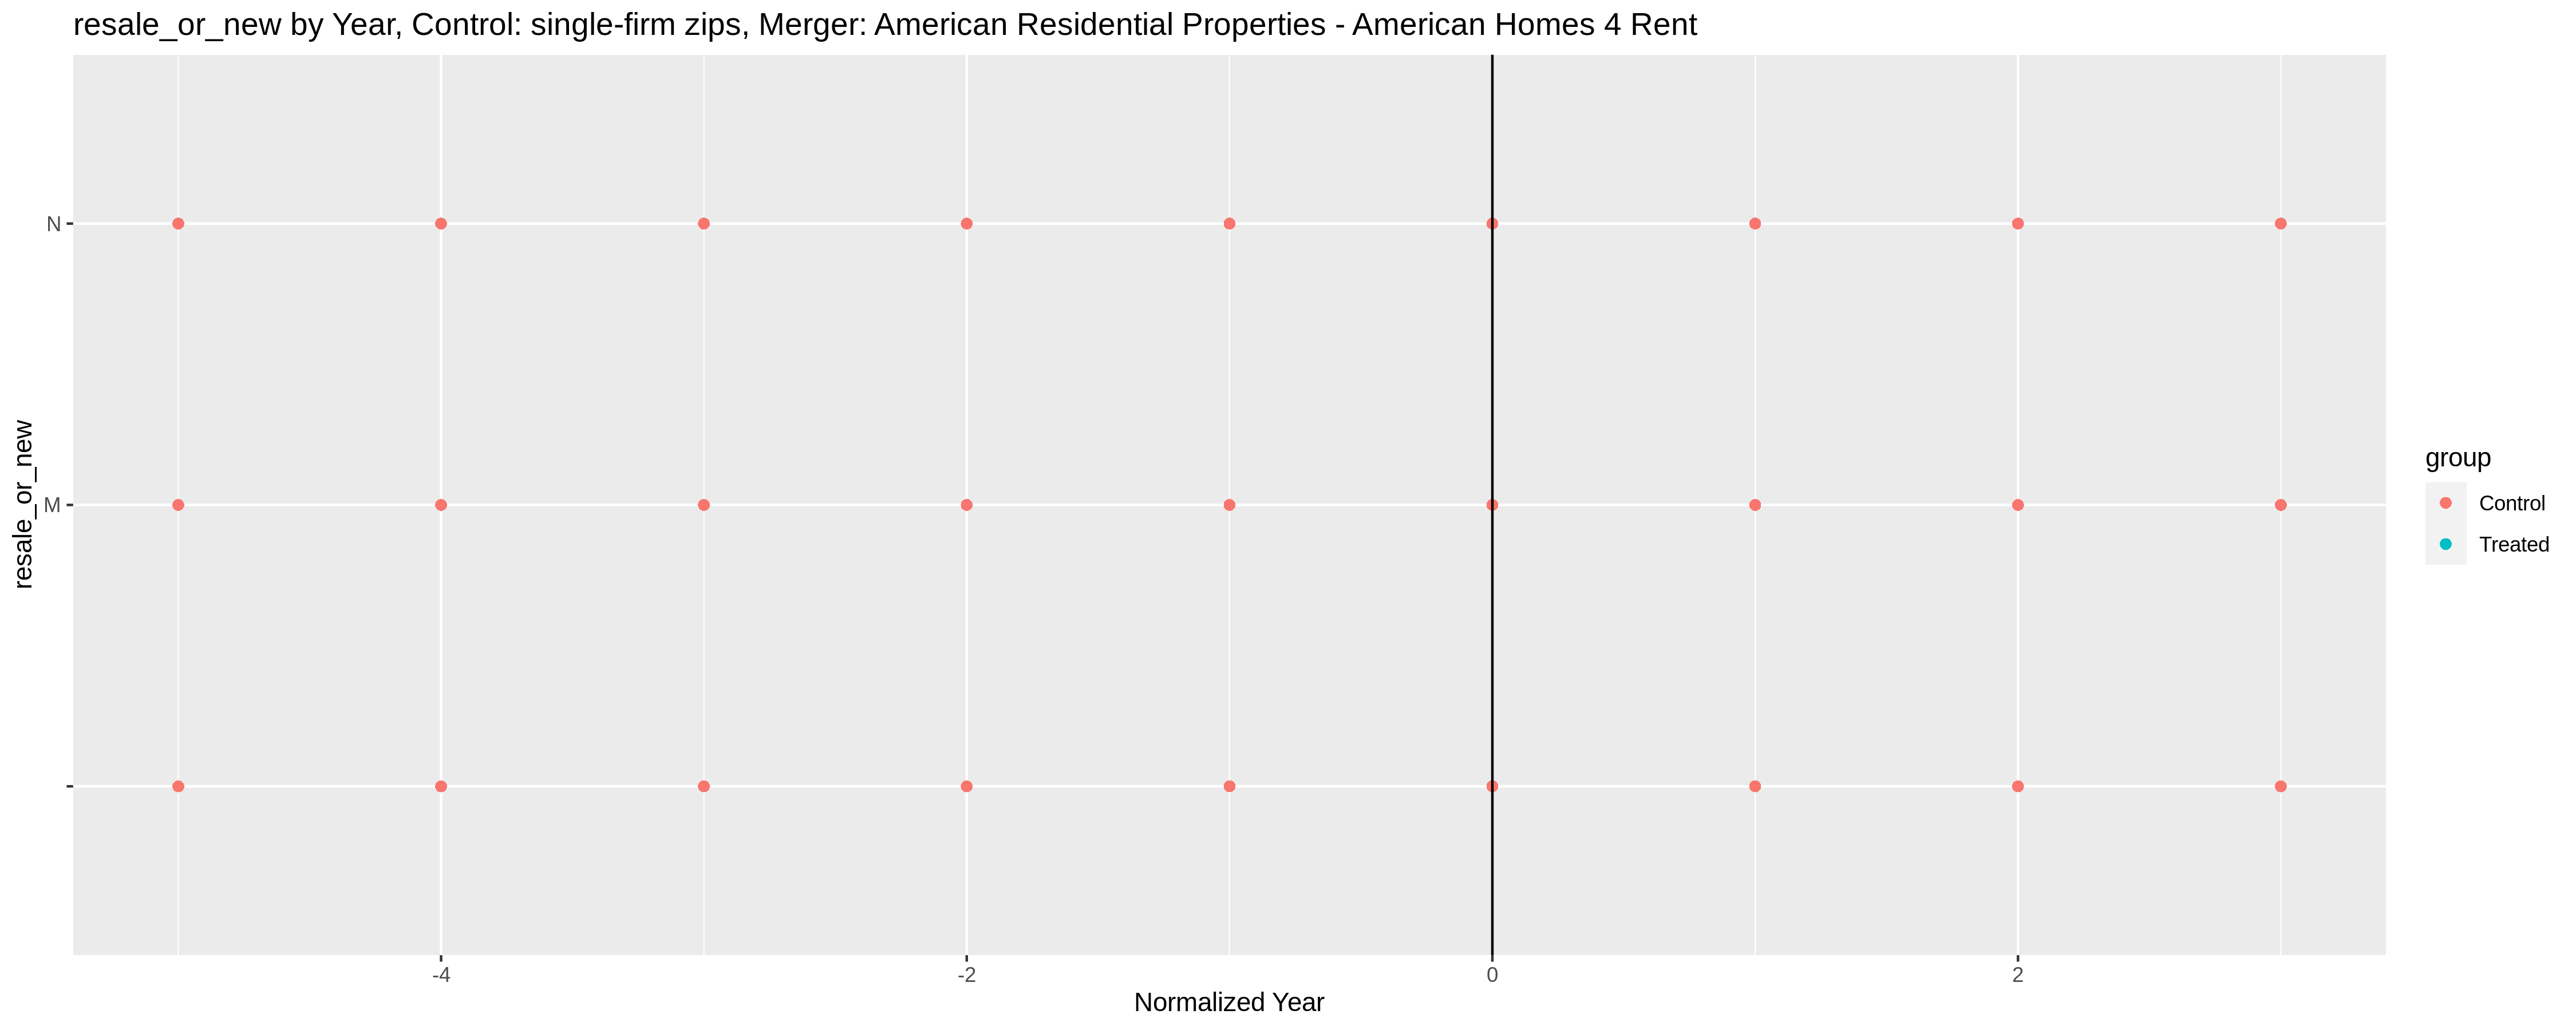 resale_or_new by Year, Control: single-firm zips, Merger: American Residential Properties - American Homes 4 Rent
resale_or_new
N
M
-4
-2
0
2
Normalized Year
group
Control
Treated